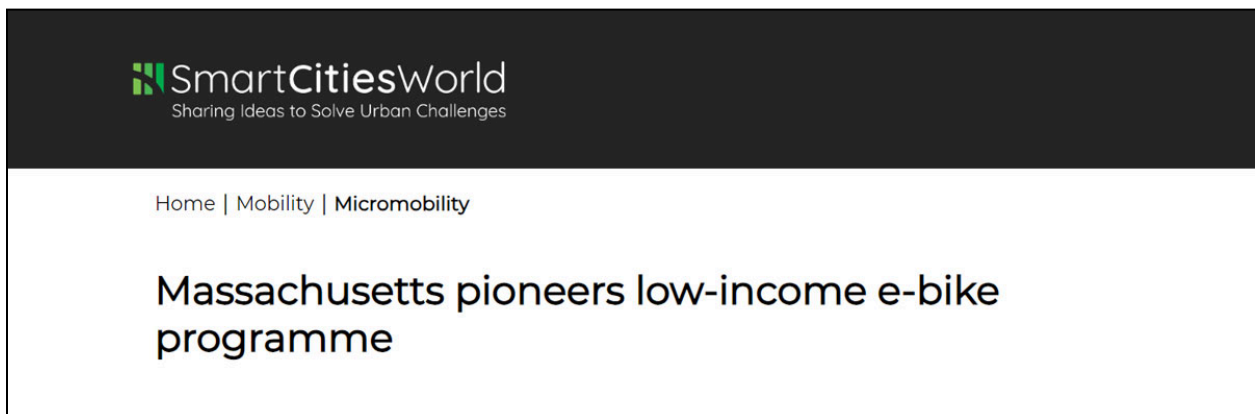 SmartCitiesWorld
Sharing Ideas to Solve Urban Challenges
Home | Mobility | Micromobility
Massachusetts pioneers low-income e-bike
programme